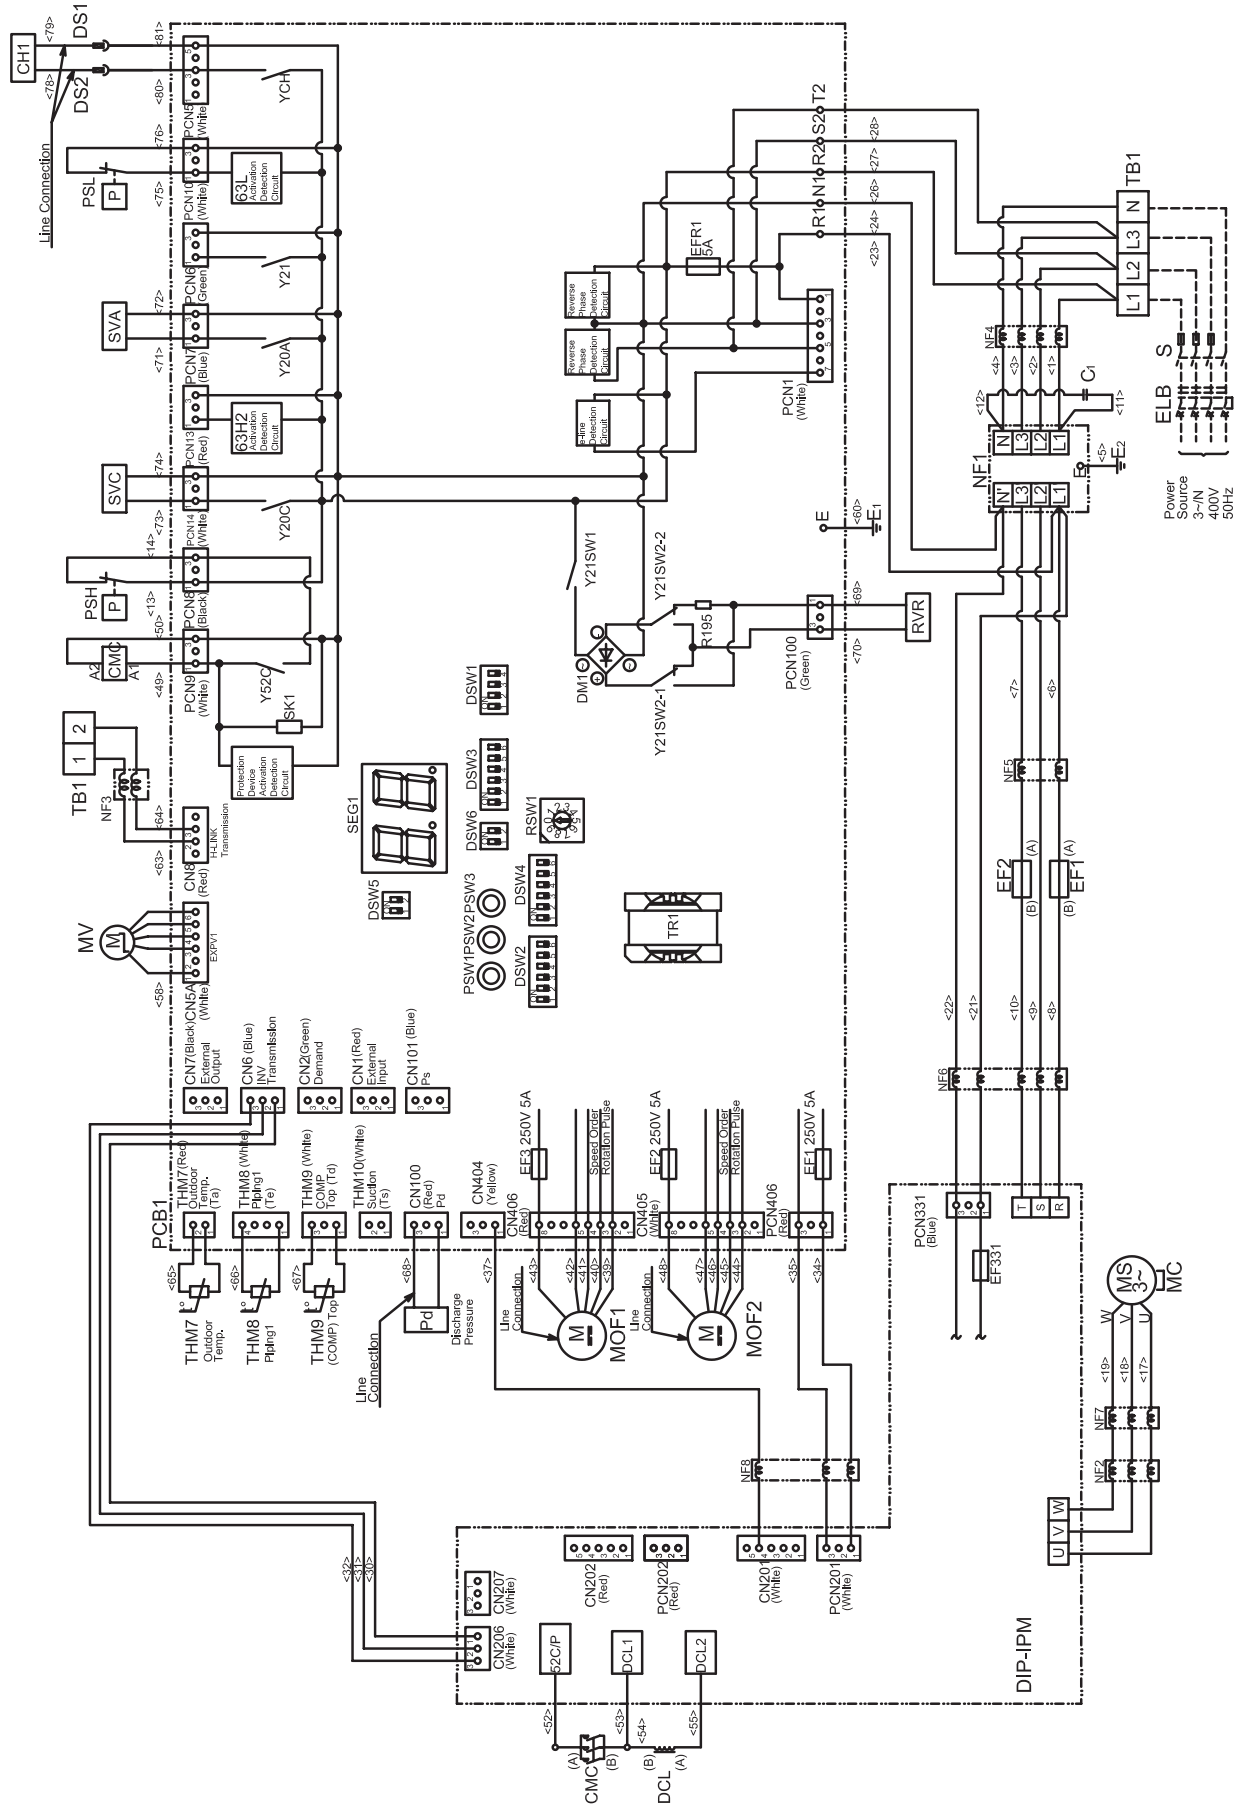 CH1
<79>
DS1
<81>
<78>
DS2
<80>
Line Connection
PSL
P
<76>
<75>
SVA
<72>
<71>
SVC
<74>
<73>
PSH
P
<14>
<13>
A2
CMC
A1
<50>
<49>
TB1
1
2
NF3
<64>
<63>
MV
M
<58>
PCN5
(White)
YCH
PCN10
(White)
63L
Activation
Detection
Circuit
PCN6
(Green)
Y21
PCN7
(Blue)
Y20A
PCN13
(Red)
63H2
Activation
Detection
Circuit
PCN14
(White)
Y20C
PCN8
(Black)
PCN9
(White)
Y52C
SK1
Protection
Device
Activation
Detection
Circuit
CN8
(Red)
H-LINK
Transmission
CN5A
(White)
EXPV1
CN7(Black)
External
Output
CN6 (Blue)
INV
Transmission
CN2(Green)
Demand
CN1(Red)
External
Input
CN101 (Blue)
Ps
PCB1
THM7(Red)
Outdoor
Temp.
(Ta)
THM8 (White)
Piping1
(Te)
THM9 (White)
COMP
Top (Td)
THM10(White)
Suction
(Ts)
CN100
(Red)
Pd
CN404
(Yellow)
CN406
(Red)
CN405
(White)
PCN406
(Red)
EF3 250V 5A
Speed Order
Rotation Pulse
EF2 250V 5A
Speed Order
Rotation Pulse
EF1 250V 5A
<65>
t°
THM7
Outdoor
Temp.
<66>
t°
THM8
Piping1
<67>
t°
THM9
(COMP) Top
<68>
Pd
Discharge
Pressure
Line
Connection
<37>
<43>
<42>
<41>
<40>
<39>
Line
Connection
M
MOF1
<48>
<47>
<46>
<45>
<44>
Line
Connection
M
MOF2
<35>
<34>
SEG1
DSW1
DSW3
DSW6
RSW1
DSW5
PSW1
PSW2
PSW3
DSW4
DSW2
TR1
Reverse
Phase
Detection
Circuit
Reverse
Phase
Detection
Circuit
e-line
Detection
Circuit
EFR1
5A
R1
N1
R2
S2
T2
<23>
<24>
<26>
<27>
<28>
PCN1
(White)
Y21SW1
DM1
Y21SW2-2
Y21SW2-1
R195
PCN100
(Green)
<69>
<70>
RVR
E
<60>
E1
TB1
L1
L2
L3
N
NF4
<4>
<3>
<2>
<1>
<12>
<11>
C1
NF1
N
L3
L2
L1
N'
L3
L2
L1
E
<5>
E2
S
ELB
Power
Source
3~/N
400V
50Hz
<7>
<6>
NF5
EF2
(A)
(B)
EF1
(A)
(B)
<22>
<21>
<10>
<9>
<8>
NF6
PCN331
(Blue)
T
S
R
EF331
MS
3~
MC
W
V
U
<19>
<18>
<17>
NF7
NF2
U
V
W
NF8
<32>
<31>
<30>
CN207
(White)
CN206
(White)
CN202
(Red)
PCN202
(Red)
CN201
(White)
PCN201
(White)
52C/P
DCL1
DCL2
<52>
<53>
<54>
<55>
(A)
CMC
(B)
(B)
DCL
(A)
DIP-IPM